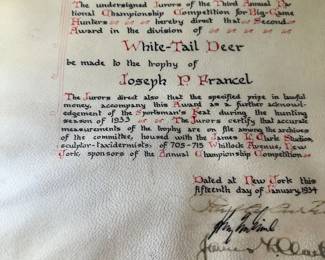 The undersigned Jurors of the Third Annual Na-
tional Championship Competition for Big-Game
Hunters hereby direct that Second
Award in the division of
White-Tail Deer
be made to the trophy of
Joseph P. Francel
The Jurors direct also that the specified prize in lawful
money, accompany this Award as a further acknowl-
edgement of the Sportsman's Feat during the hunting
season of 1933 The Jurors certify that accurate
measurements of the trophy are on file among the archives
of the committee, housed with the James L. Clark Studios
sculptor-taxidermists, of 705-715 Whitlock Avenue, New
York, sponsors of the Annual Championship Competition
Dated at New York this
fifteenth day of January, 1934
James L. Clark